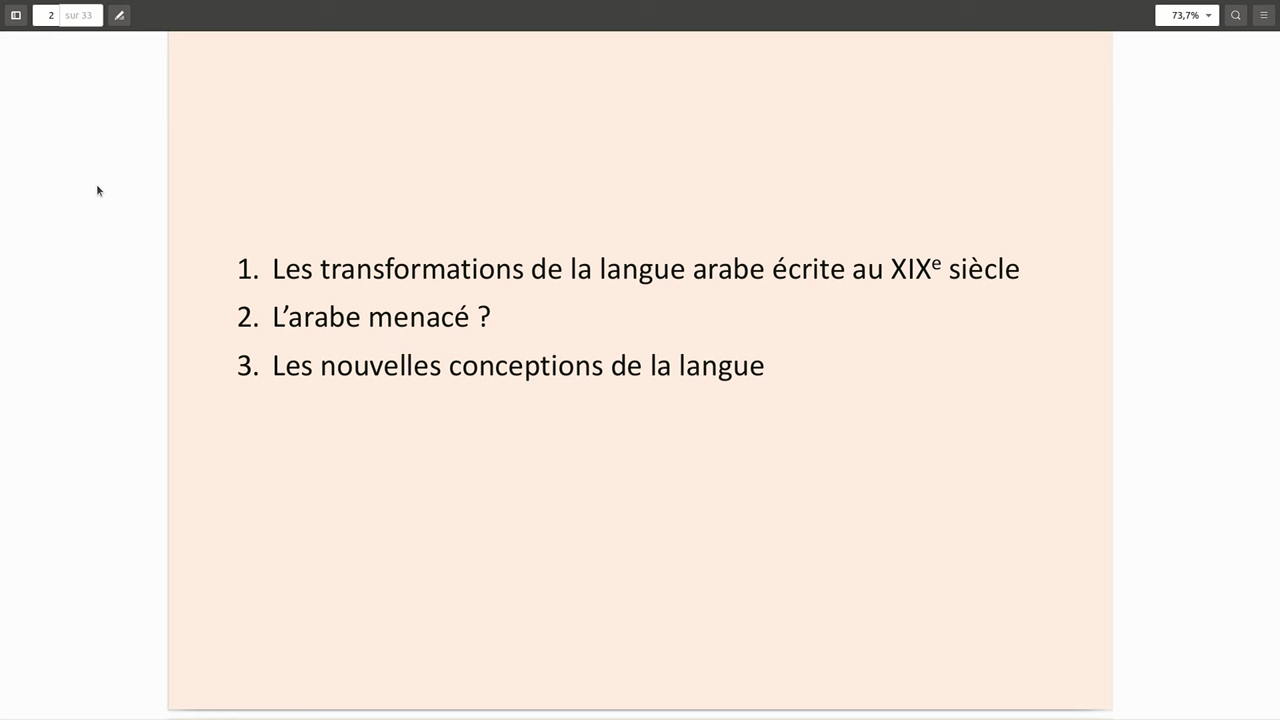 2 sur 33 73,7%
1. Les transformations de la langue arabe écrite au XIXe siècle
2. L’arabe menacé ?
3. Les nouvelles conceptions de la langue